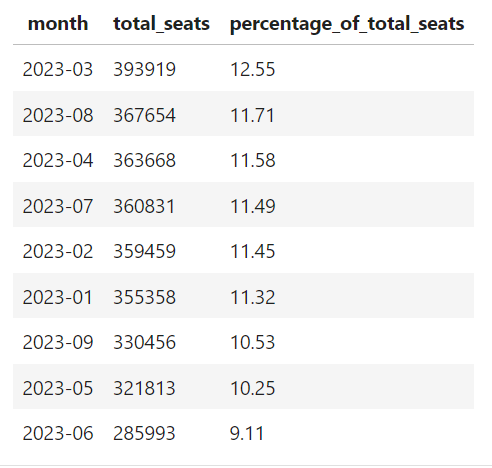 month total_seats percentage_of_total_seats
2023-03 393919 12.55
2023-08 367654 11.71
2023-04 363668 11.58
2023-07 360831 11.49
2023-02 359459 11.45
2023-01 355358 11.32
2023-09 330456 10.53
2023-05 321813 10.25
2023-06 285993 9.11